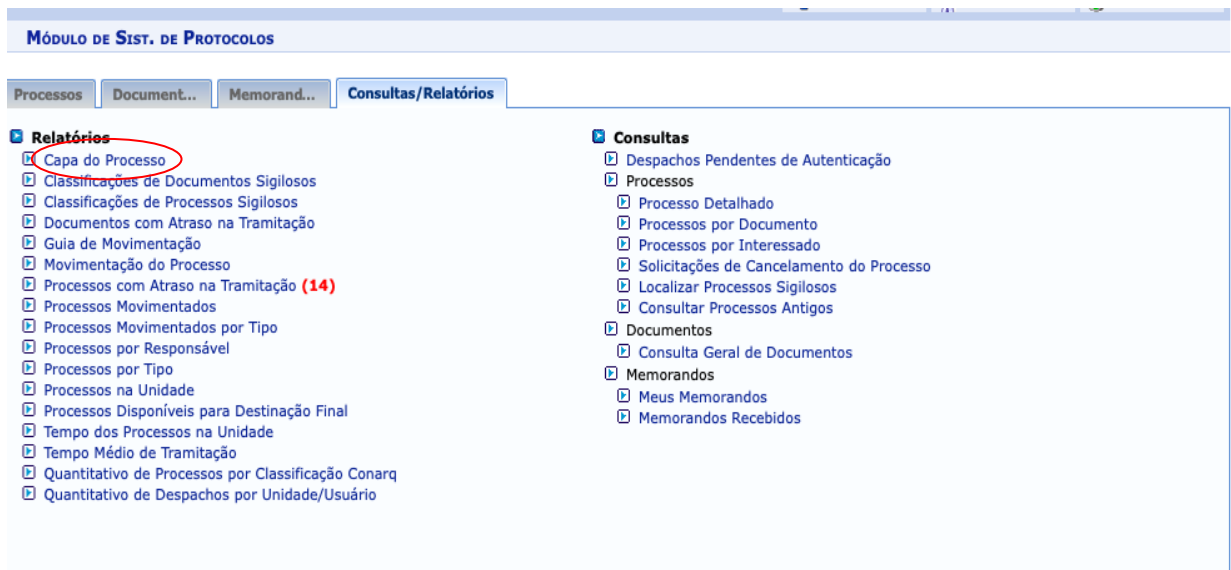 MÓDULO DE SIST. DE PROTOCOLOS
Processos Document... Memorand... Consultas/Relatórios
Relatórios
Capa do Processo
Classificações de Documentos Sigilosos
Classificações de Processos Sigilosos
Documentos com Atraso na Tramitação
Guia de Movimentação
Movimentação do Processo
Processos com Atraso na Tramitação (14)
Processos Movimentados
Processos Movimentados por Tipo
Processos por Responsável
Processos por Tipo
Processos na Unidade
Processos Disponíveis para Destinação Final
Tempo dos Processos na Unidade
Tempo Médio de Tramitação
Quantitativo de Processos por Classificação Conarq
Quantitativo de Despachos por Unidade/Usuário
Consultas
Despachos Pendentes de Autenticação
Processos
Processo Detalhado
Processos por Documento
Processos por Interessado
Solicitações de Cancelamento do Processo
Localizar Processos Sigilosos
Consultar Processos Antigos
Documentos
Consulta Geral de Documentos
Memorandos
Meus Memorandos
Memorandos Recebidos